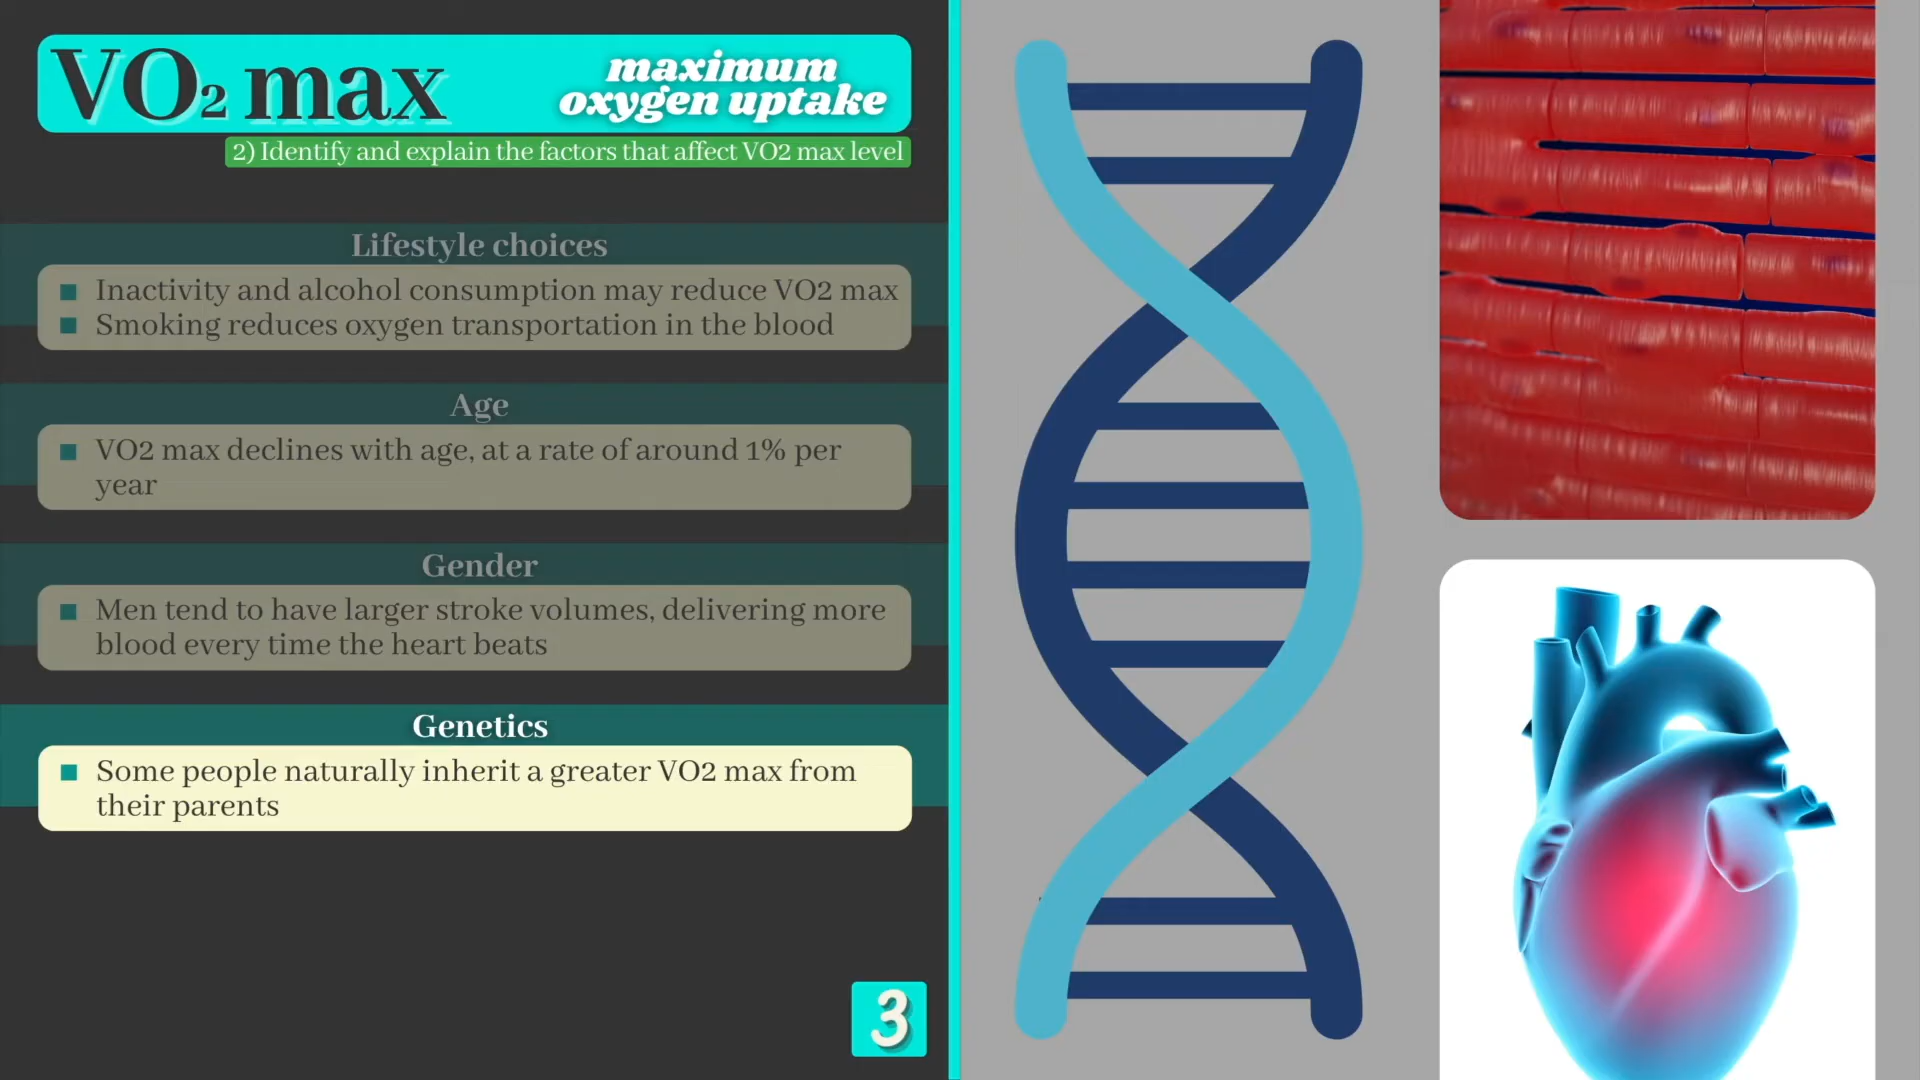 VO2 max
maximum
oxygen uptake
2) Identify and explain the factors that affect VO2 max level
Lifestyle choices
Inactivity and alcohol consumption may reduce VO2 max
Smoking reduces oxygen transportation in the blood
Age
VO2 max declines with age, at a rate of around 1% per
year
Gender
Men tend to have larger stroke volumes, delivering more
blood every time the heart beats
Genetics
Some people naturally inherit a greater VO2 max from
their parents
3